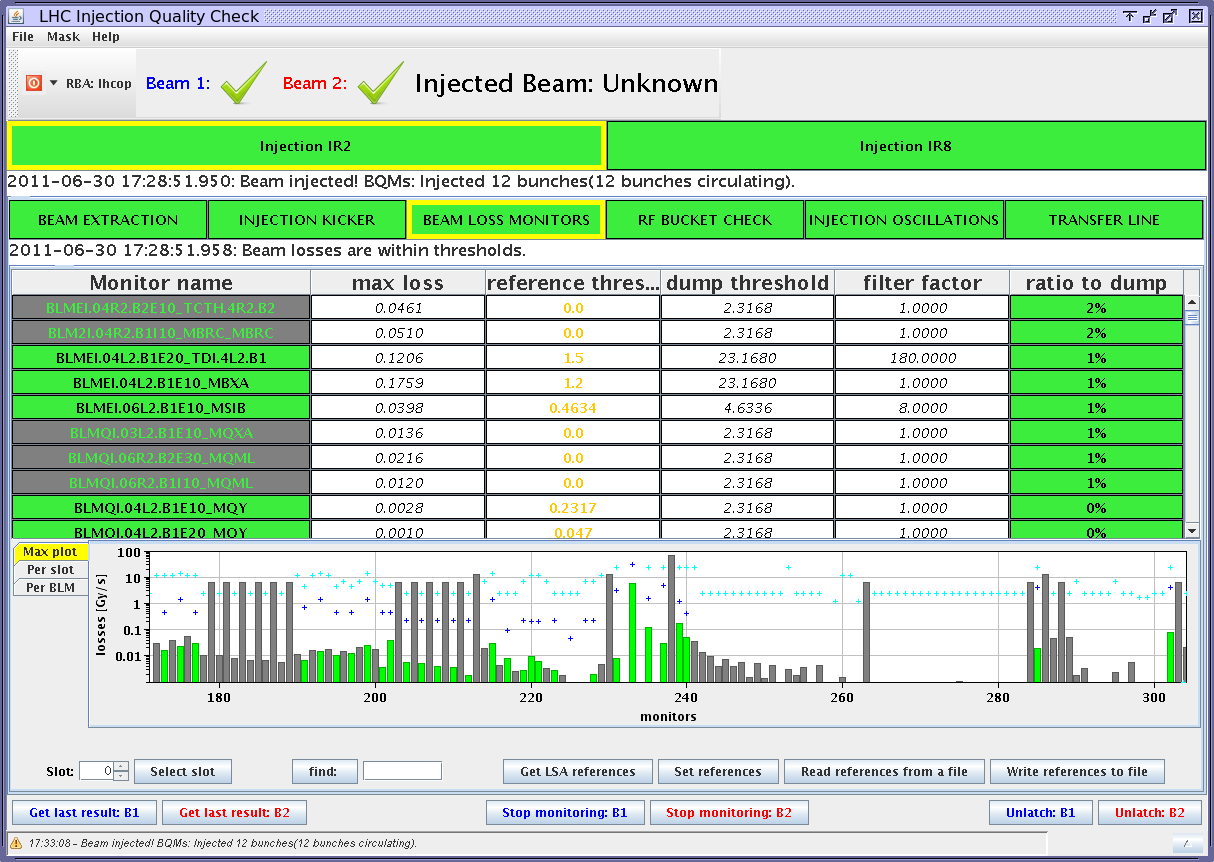 LHC Injection Quality Check
File Mask Help
RBA: lhcop Beam 1: Beam 2: Injected Beam: Unknown
Injection IR2 Injection IR8
2011-06-30 17:28:51.950: Beam injected! BQMs: Injected 12 bunches(12 bunches circulating).
BEAM EXTRACTION INJECTION KICKER BEAM LOSS MONITORS RF BUCKET CHECK INJECTION OSCILLATIONS TRANSFER LINE
2011-06-30 17:28:51.958: Beam losses are within thresholds.
Monitor name max loss reference thres... dump threshold filter factor ratio to dump
BLMEI.04R2.B2E10_TCTH.4R2.B2 0.0461 0.0 2.3168 1.0000 2%
BLM2I.04R2.B1I10_MBRC_MBRC 0.0510 0.0 2.3168 1.0000 2%
BLMEI.04L2.B1E20_TDI.4L2.B1 0.1206 1.5 23.1680 180.0000 1%
BLMEI.04L2.B1E10_MBXA 0.1759 1.2 23.1680 1.0000 1%
BLMEI.06L2.B1E10_MSIB 0.0398 0.4634 4.6336 8.0000 1%
BLMQI.03L2.B1E10_MQXA 0.0136 0.0 2.3168 1.0000 1%
BLMQI.06R2.B2E30_MQML 0.0216 0.0 2.3168 1.0000 1%
BLMQI.06R2.B1I10_MQML 0.0120 0.0 2.3168 1.0000 1%
BLMQI.04L2.B1E10_MQY 0.0028 0.2317 2.3168 1.0000 0%
BLMQI.04L2.B1E20_MQY 0.0010 0.047 2.3168 1.0000 0%
Max plot
Per slot
Per BLM
losses [Gy/s]
100
10
1
0.1
0.01
180 200 220 240 260 280 300
monitors
Slot: 0 Select slot find: Get LSA references Set references Read references from a file Write references to file
Get last result: B1 Get last result: B2 Stop monitoring: B1 Stop monitoring: B2 Unlatch: B1 Unlatch: B2
17:33:08 - Beam injected! BQMs: Injected 12 bunches(12 bunches circulating).